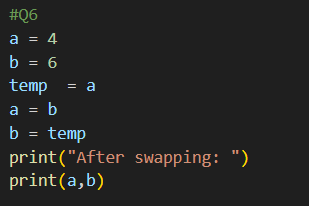 #Q6
a = 4
b = 6
temp  = a
a = b
b = temp
print("After swapping: ")
print(a,b)